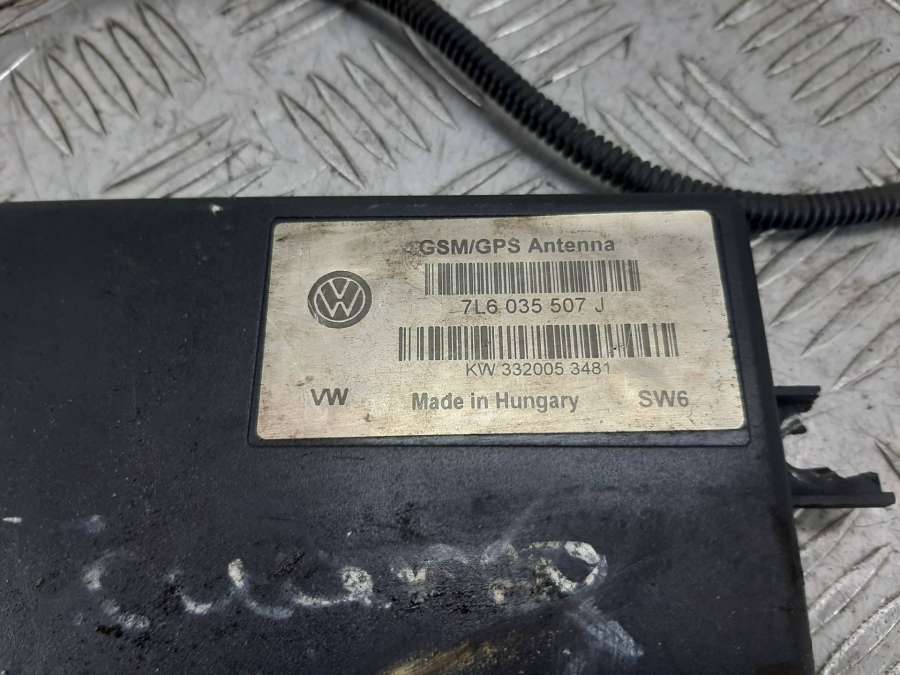 GSM/GPS Antenna
7L6 035 507 J
KW 332005 3481
VW Made in Hungary SW6